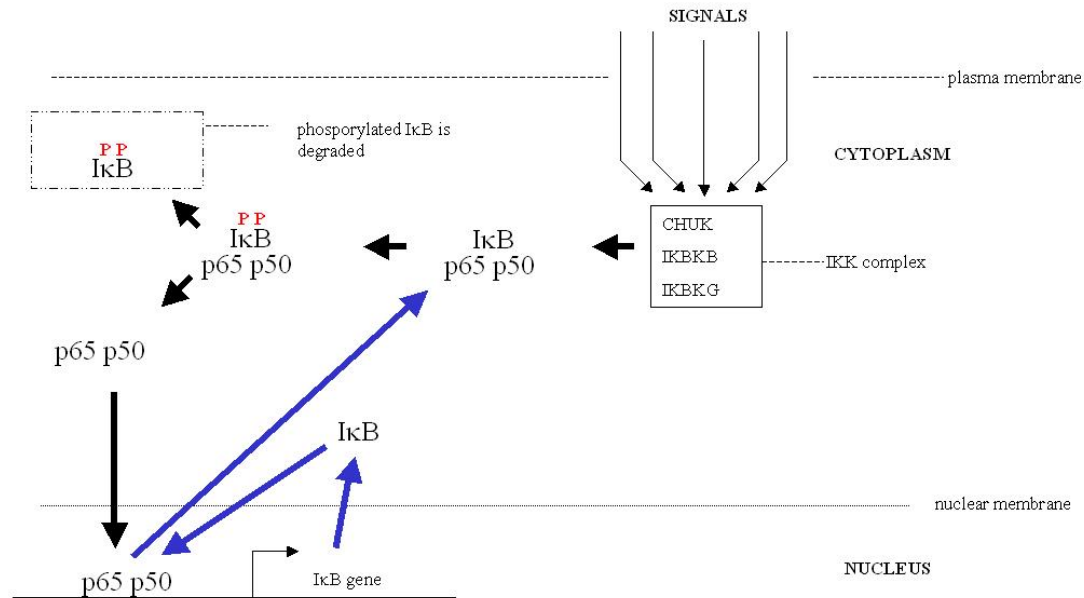 SIGNALS
plasma membrane
phosporylated IκB is
degraded
P P
IκB
CYTOPLASM
P P
IκB
p65 p50
IκB
p65 p50
CHUK
IKBKB
IKBKG
IKK complex
p65 p50
IκB
nuclear membrane
p65 p50
IκB gene
NUCLEUS